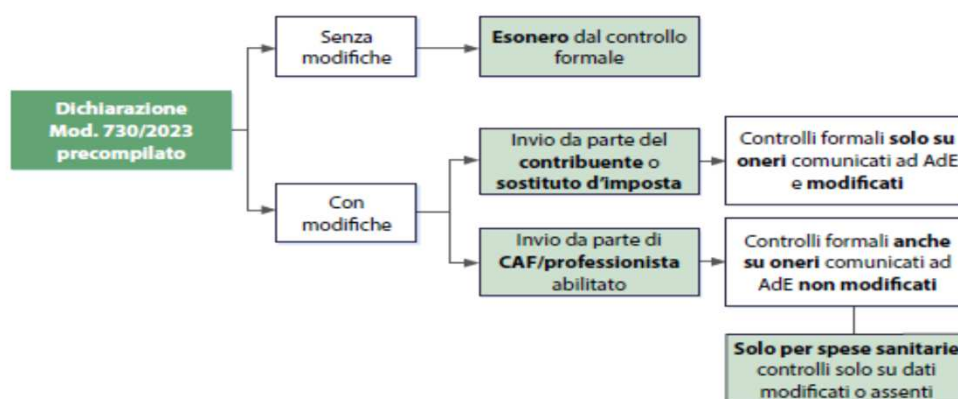 Senza
modifiche
Esonero dal controllo
formale
Dichiarazione
Mod. 730/2023
precompilato
Invio da parte del
contribuente o
sostituto d'imposta
Controlli formali solo su
oneri comunicati ad AdE
e modificati
Con
modifiche
Invio da parte di
CAF/professionista
abilitato
Controlli formali anche
su oneri comunicati ad
AdE non modificati
Solo per spese sanitarie
controlli solo su dati
modificati o assenti